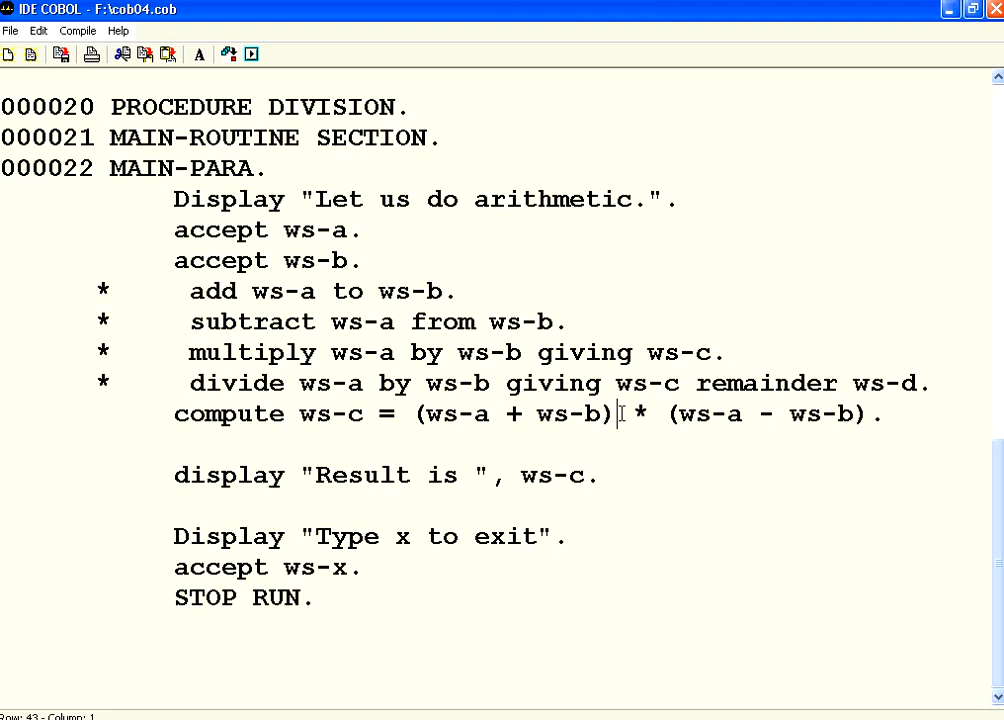 IDE COBOL - F:\cob04.cob
File Edit Compile Help
000020 PROCEDURE DIVISION.
000021 MAIN-ROUTINE SECTION.
000022 MAIN-PARA.
Display "Let us do arithmetic.".
accept ws-a.
accept ws-b.
* add ws-a to ws-b.
* subtract ws-a from ws-b.
* multiply ws-a by ws-b giving ws-c.
* divide ws-a by ws-b giving ws-c remainder ws-d.
compute ws-c = (ws-a + ws-b) * (ws-a - ws-b).
display "Result is ", ws-c.
Display "Type x to exit".
accept ws-x.
STOP RUN.
Row: 43 - Column: 1